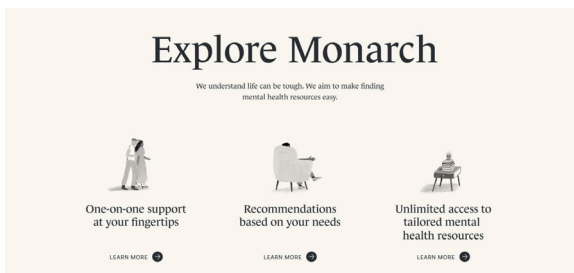 Explore Monarch
We understand life can be tough. We aim to make finding
mental health resources easy.
One-on-one support
at your fingertips
LEARN MORE
Recommendations
based on your needs
LEARN MORE
Unlimited access to
tailored mental
health resources
LEARN MORE